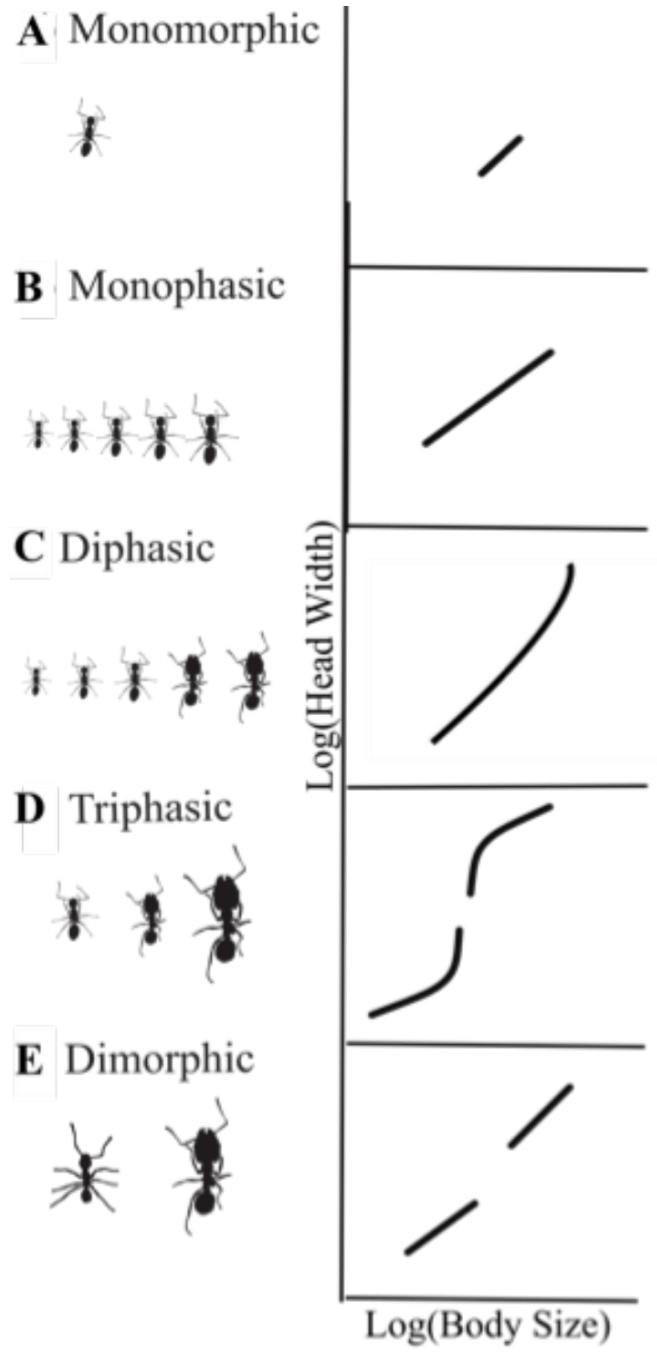 A Monomorphic
B Monophasic
C Diphasic
D Triphasic
E Dimorphic
Log(Head Width)
Log(Body Size)